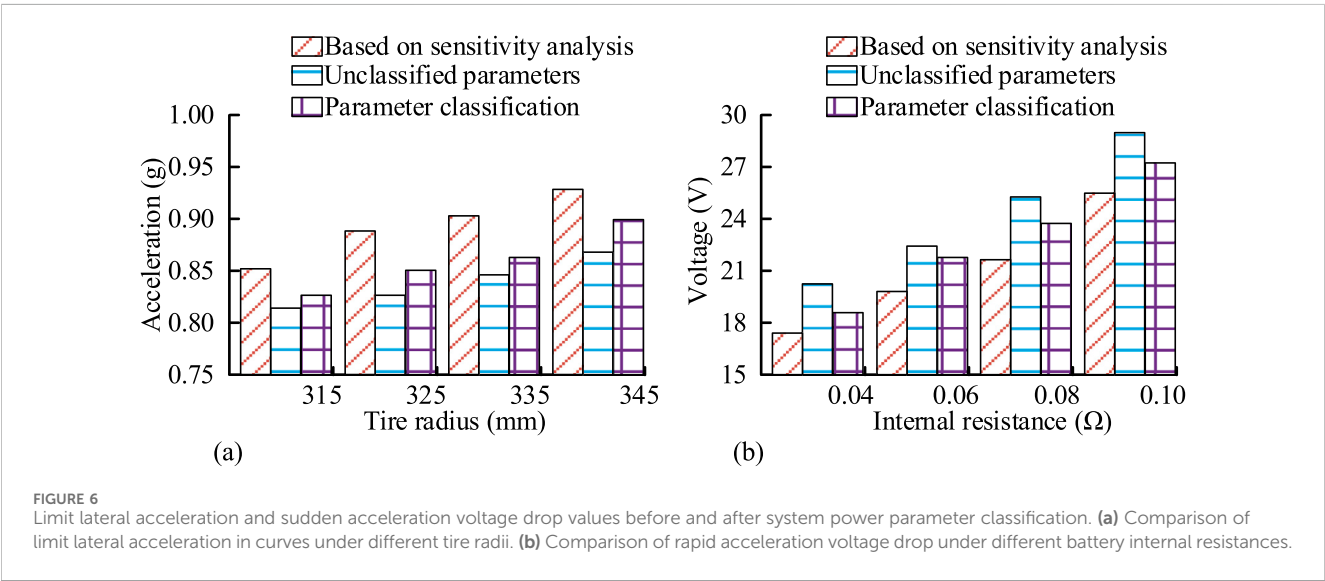 Based on sensitivity analysis
Unclassified parameters
Parameter classification
1.00
0.95
0.90
0.85
0.80
0.75
Acceleration (g)
315
325
335
345
Tire radius (mm)
(a)
Based on sensitivity analysis
Unclassified parameters
Parameter classification
30
27
24
21
18
15
Voltage (V)
0.04
0.06
0.08
0.10
Internal resistance (Ω)
(b)
FIGURE 6
Limit lateral acceleration and sudden acceleration voltage drop values before and after system power parameter classification. (a) Comparison of
limit lateral acceleration in curves under different tire radii. (b) Comparison of rapid acceleration voltage drop under different battery internal resistances.